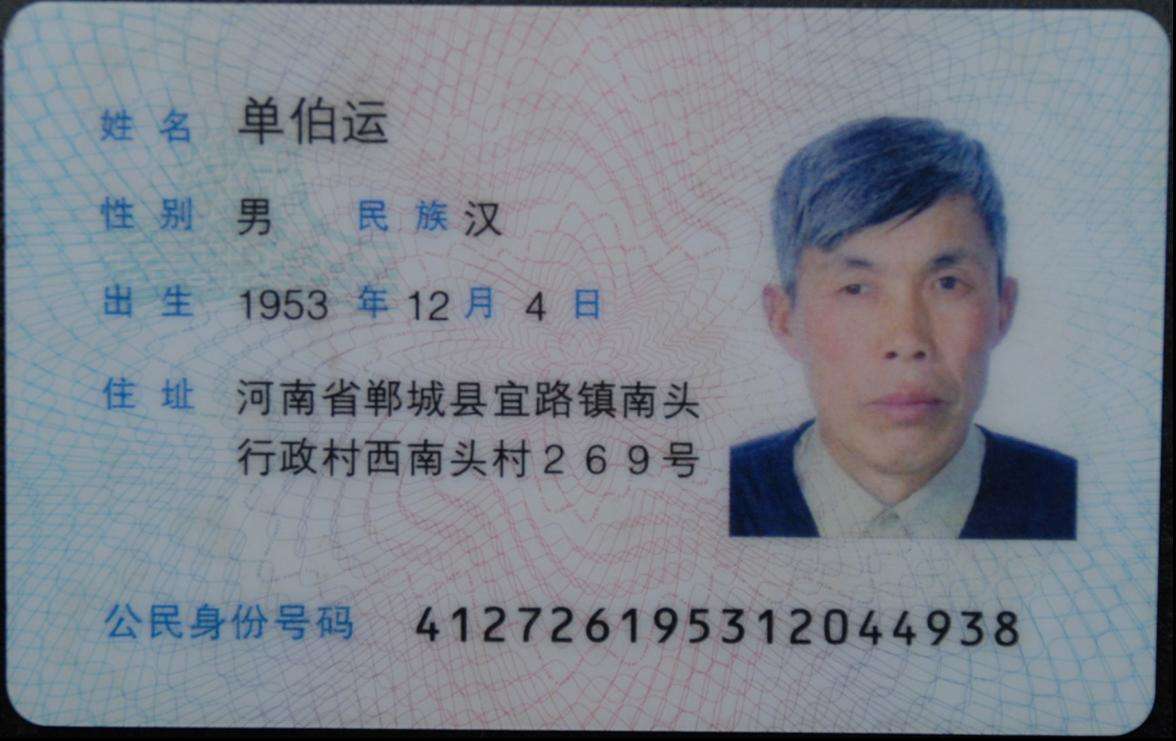 姓名 单伯运
性别 男 民族 汉
出生 1953 年 12 月 4 日
住址 河南省郸城县宜路镇南头
行政村西南头村269号
公民身份号码 412726195312044938